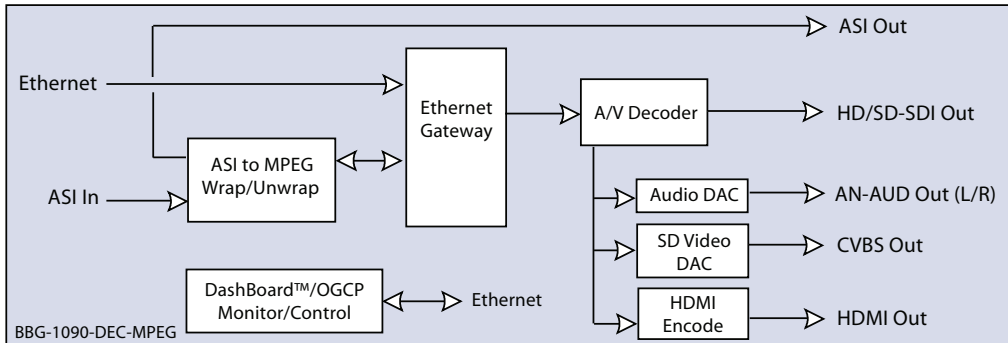 ASI Out
Ethernet
Ethernet
Gateway
A/V Decoder
HD/SD-SDI Out
ASI to MPEG
Wrap/Unwrap
ASI In
Audio DAC
AN-AUD Out (L/R)
SD Video
DAC
CVBS Out
DashBoard™/OGCP
Monitor/Control
Ethernet
HDMI
Encode
HDMI Out
BBG-1090-DEC-MPEG